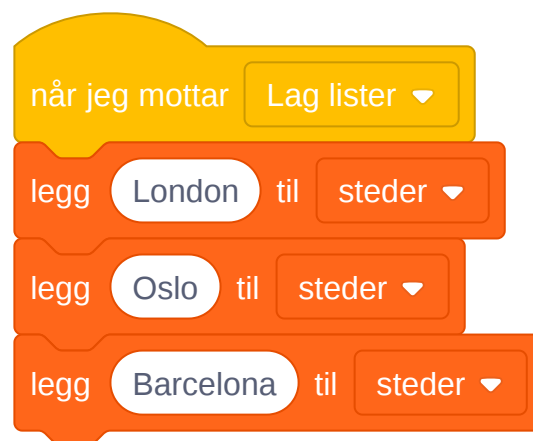 når jeg mottar Lag lister
legg London til steder
legg Oslo til steder
legg Barcelona til steder